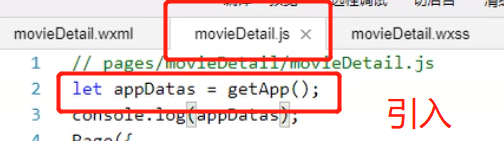 movieDetail.wxml
movieDetail.js ×
movieDetail.wxss
1 // pages/movieDetail/movieDetail.js
2 let appDatas = getApp();
3 console.log(appDatas);
4 Page({
引入